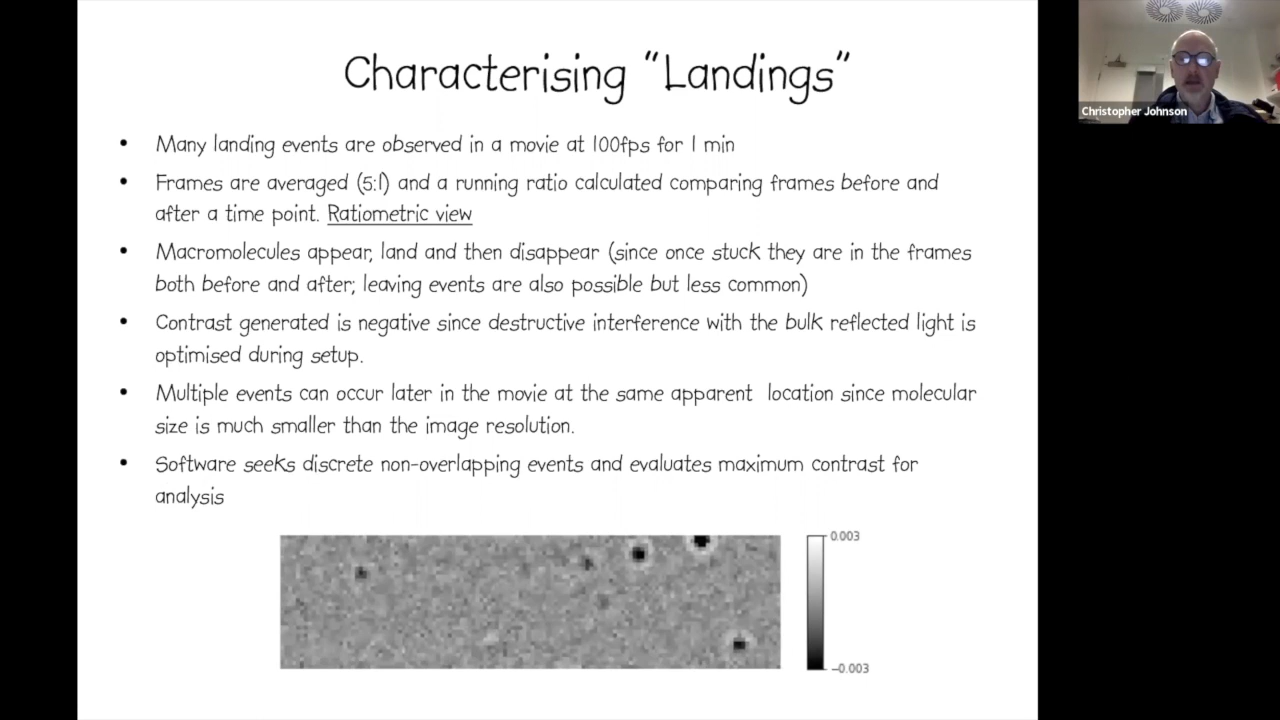 Characterising “Landings”
• Many landing events are observed in a movie at 100fps for 1 min
• Frames are averaged (5:1) and a running ratio calculated comparing frames before and
after a time point. Ratiometric view
• Macromolecules appear, land and then disappear (since once stuck they are in the frames
both before and after; leaving events are also possible but less common)
• Contrast generated is negative since destructive interference with the bulk reflected light is
optimised during setup.
• Multiple events can occur later in the movie at the same apparent  location since molecular
size is much smaller than the image resolution.
• Software seeks discrete non-overlapping events and evaluates maximum contrast for
analysis
0.003
−0.003
Christopher Johnson